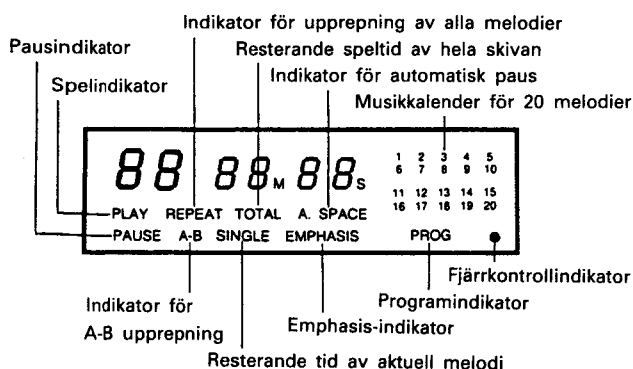 Indikator för upprepning av alla melodier
Pausindikator
Resterande speltid av hela skivan
Indikator för automatisk paus
Spelindikator
Musikkalender för 20 melodier
88 88M 88S
1 2 3 4 5
6 7 8 9 10
11 12 13 14 15
16 17 18 19 20
PLAY REPEAT TOTAL A. SPACE
PAUSE A-B SINGLE EMPHASIS PROG
Fjärrkontrollindikator
Indikator för
A-B upprepning
Programindikator
Emphasis-indikator
Resterande tid av aktuell melodi